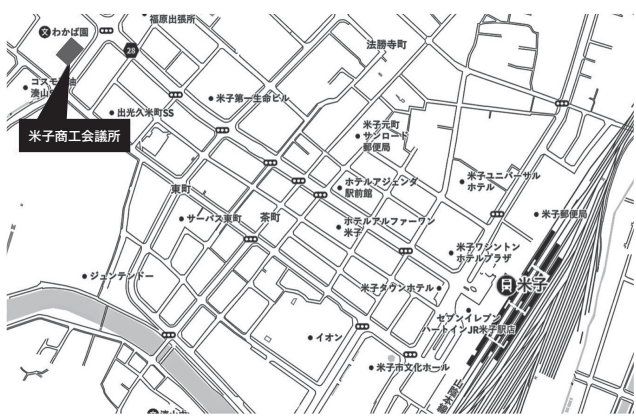 福原出張所
わかば園
28
法勝寺町
コスモ石油
米子第一生命ビル
出光久米町SS
米子商工会議所
米子元町
サンロード
郵便局
東町
ホテルアジェンダ
駅前館
米子ユニバーサル
ホテル
サーパス東町
茶町
ホテルアルファーワン
米子
米子郵便局
米子ワシントン
ホテルプラザ
ジュンテンドー
米子タウンホテル
米子
セブンイレブン
ハートインJR米子駅店
イオン
米子市文化ホール
山陰本線